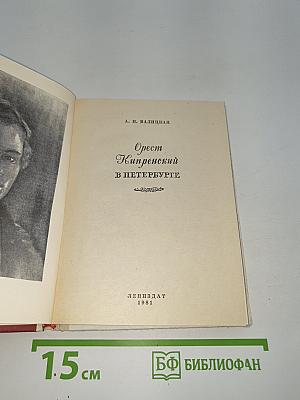 А. П. ВАЛИЦКАЯ
Орест
Кипренский
В ПЕТЕРБУРГЕ
ЛЕНИЗДАТ
1981
1.5 см
БФ БИБЛИОФАН